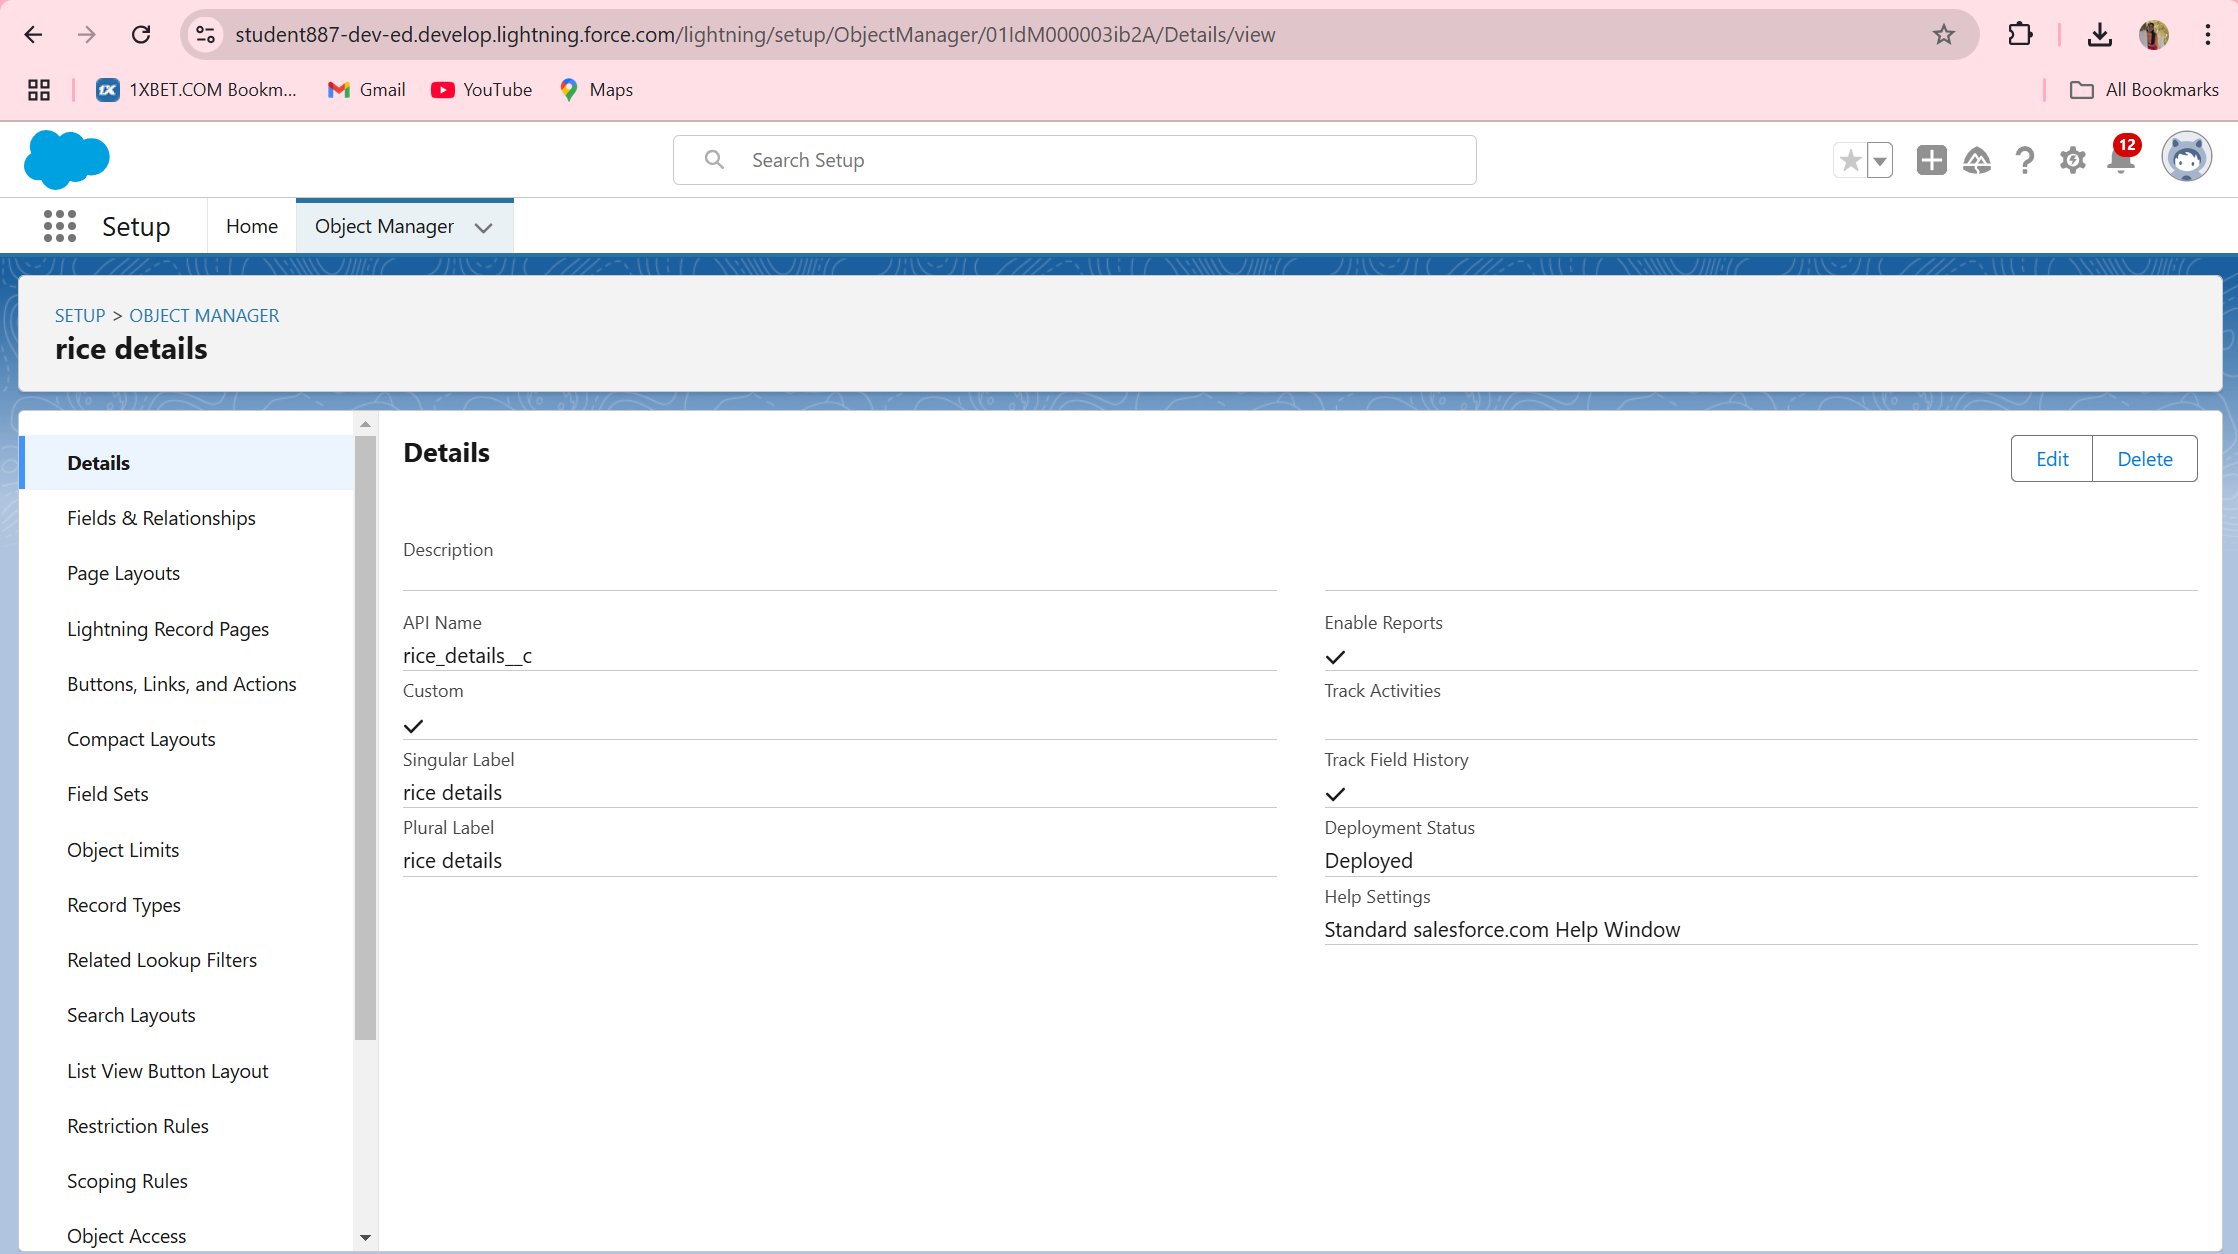 student887-dev-ed.develop.lightning.force.com/lightning/setup/ObjectManager/01IdM000003ib2A/Details/view
1XBET.COM Bookm...
Gmail
YouTube
Maps
All Bookmarks
Search Setup
12
Setup
Home
Object Manager
SETUP > OBJECT MANAGER
rice details
Details
Fields & Relationships
Page Layouts
Lightning Record Pages
Buttons, Links, and Actions
Compact Layouts
Field Sets
Object Limits
Record Types
Related Lookup Filters
Search Layouts
List View Button Layout
Restriction Rules
Scoping Rules
Object Access
Details
Edit
Delete
Description
API Name
rice_details__c
Custom
Singular Label
rice details
Plural Label
rice details
Enable Reports
Track Activities
Track Field History
Deployment Status
Deployed
Help Settings
Standard salesforce.com Help Window